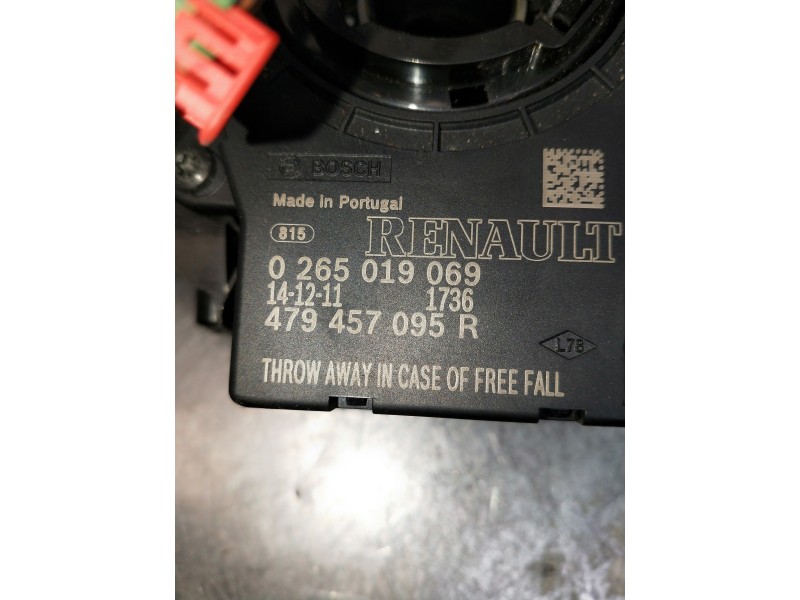 BOSCH
Made in Portugal
815
RENAULT
0 265 019 069
14-12-11 1736
479 457 095 R
L78
THROW AWAY IN CASE OF FREE FALL